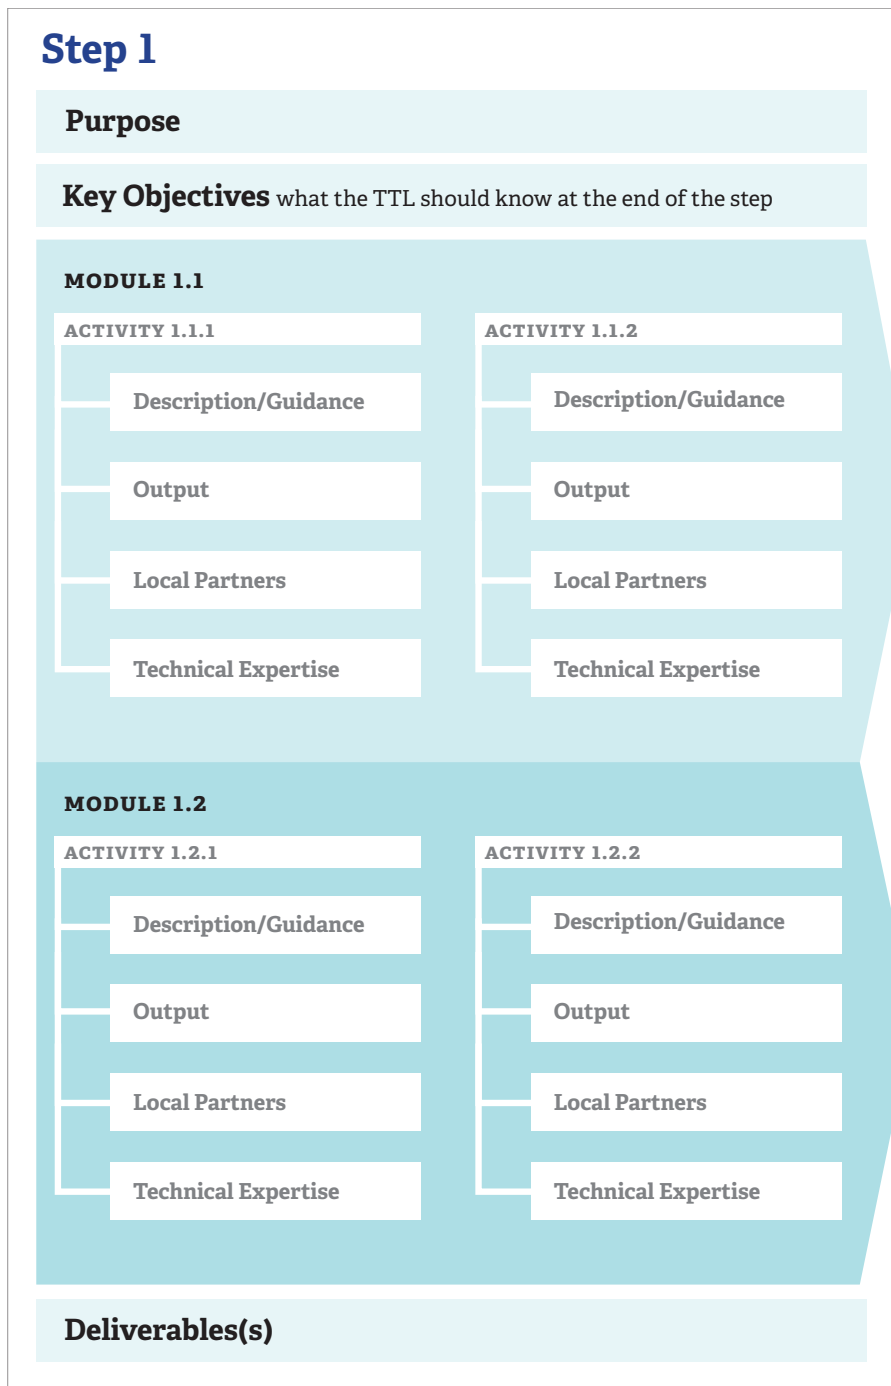 Step 1
Purpose
Key Objectives what the TTL should know at the end of the step
MODULE 1.1
ACTIVITY 1.1.1
Description/Guidance
Output
Local Partners
Technical Expertise
ACTIVITY 1.1.2
Description/Guidance
Output
Local Partners
Technical Expertise
MODULE 1.2
ACTIVITY 1.2.1
Description/Guidance
Output
Local Partners
Technical Expertise
ACTIVITY 1.2.2
Description/Guidance
Output
Local Partners
Technical Expertise
Deliverables(s)